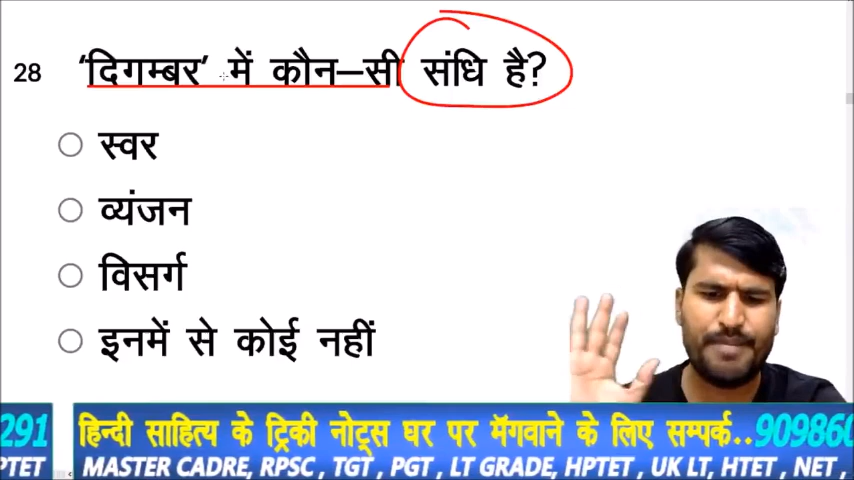 28 'दिगम्बर' में कौन–सी संधि है?
स्वर
व्यंजन
विसर्ग
इनमें से कोई नहीं
291 हिन्दी साहित्य के ट्रिकी नोट्स घर पर मँगवाने के लिए सम्पर्क..909860
PTET MASTER CADRE, RPSC , TGT , PGT , LT GRADE, HPTET , UK LT, HTET , NET ,